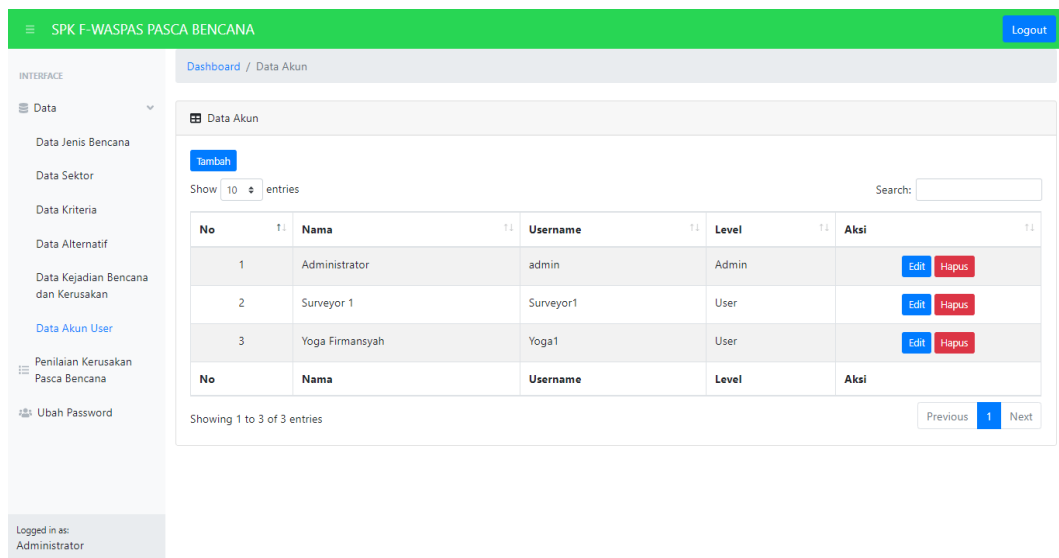 SPK F-WASPAS PASCA BENCANA
Logout
INTERFACE
Data
Data Jenis Bencana
Data Sektor
Data Kriteria
Data Alternatif
Data Kejadian Bencana
dan Kerusakan
Data Akun User
Penilaian Kerusakan
Pasca Bencana
Ubah Password
Logged in as:
Administrator
Dashboard / Data Akun
Data Akun
Tambah
Show 10 entries Search:
No Nama Username Level Aksi
1 Administrator admin Admin Edit Hapus
2 Surveyor 1 Surveyor1 User Edit Hapus
3 Yoga Firmansyah Yoga1 User Edit Hapus
No Nama Username Level Aksi
Showing 1 to 3 of 3 entries Previous 1 Next